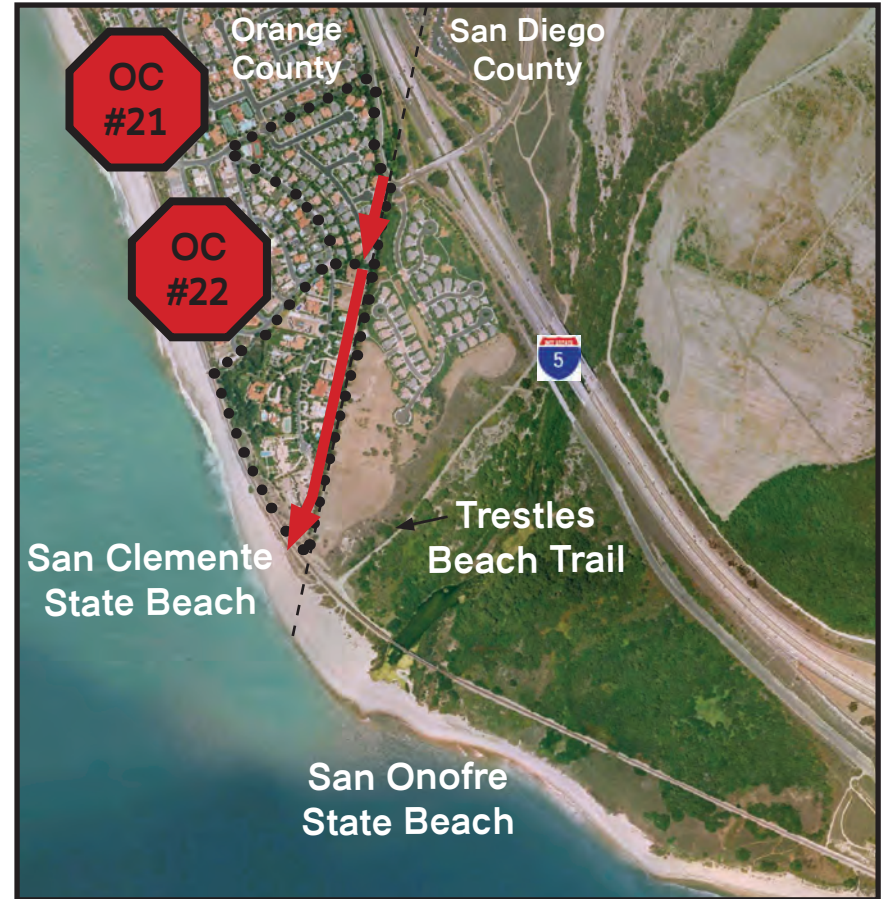 Orange
County
San Diego
County
OC
#21
OC
#22
5
Trestles
Beach Trail
San Clemente
State Beach
San Onofre
State Beach